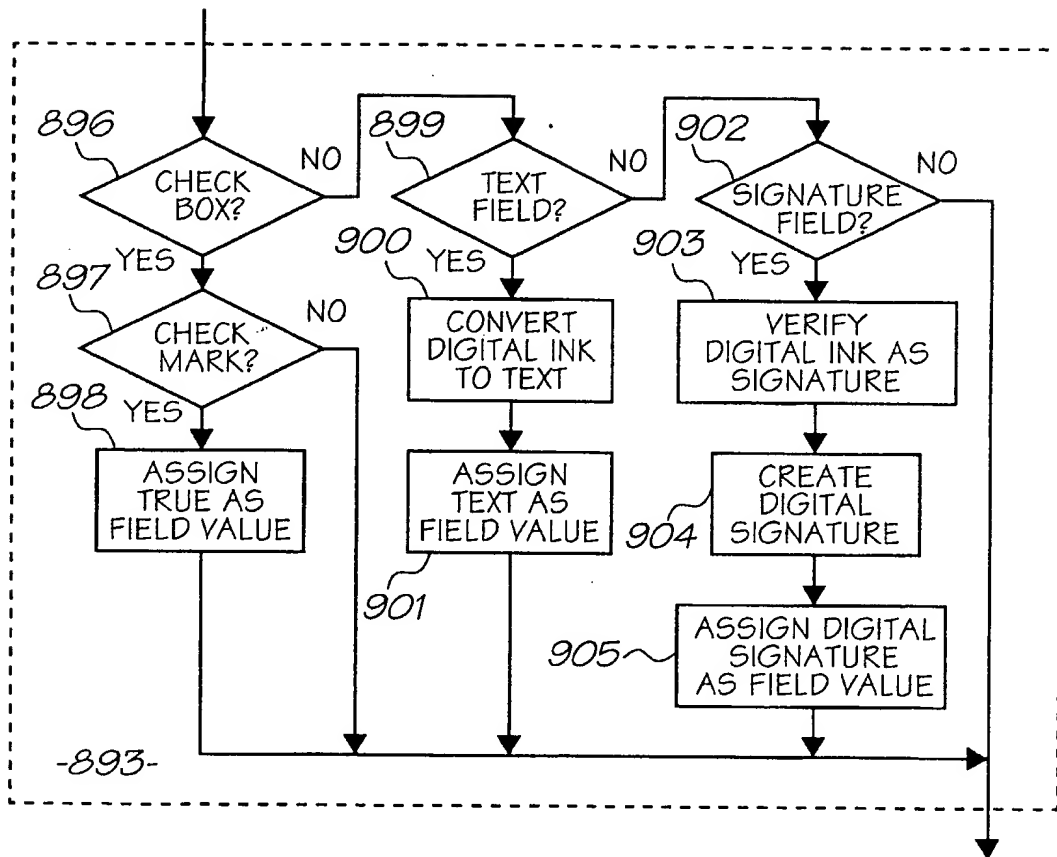 896
CHECK
BOX?
NO
YES
897
CHECK
MARK?
NO
YES
898
ASSIGN
TRUE AS
FIELD VALUE
899
TEXT
FIELD?
NO
YES
900
CONVERT
DIGITAL INK
TO TEXT
ASSIGN
TEXT AS
FIELD VALUE
901
902
SIGNATURE
FIELD?
NO
YES
903
VERIFY
DIGITAL INK AS
SIGNATURE
CREATE
DIGITAL
SIGNATURE
904
ASSIGN DIGITAL
SIGNATURE
AS FIELD VALUE
905
-893-